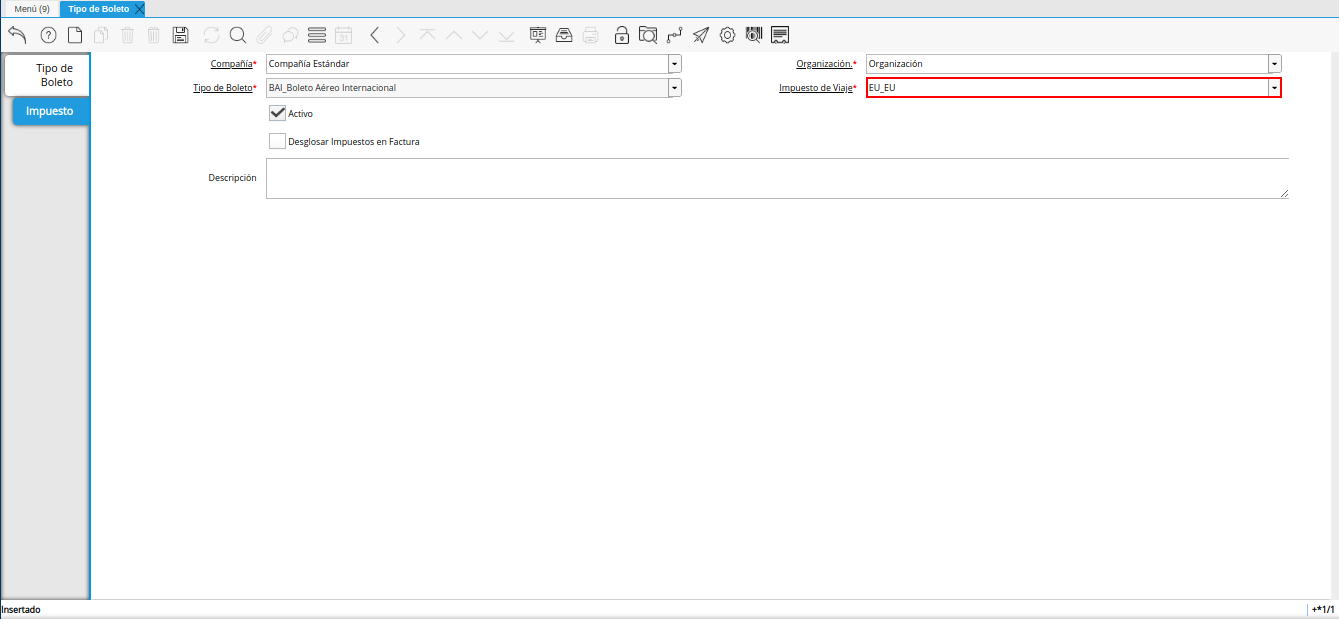 Menú (9)
Tipo de Boleto
31
Tipo de
Boleto
Impuesto
Compañía* Compañía Estándar Organización.* Organización
Tipo de Boleto* BAI_Boleto Aéreo Internacional Impuesto de Viaje* EU_EU
Activo
Desglosar Impuestos en Factura
Descripción
Insertado +*1/1